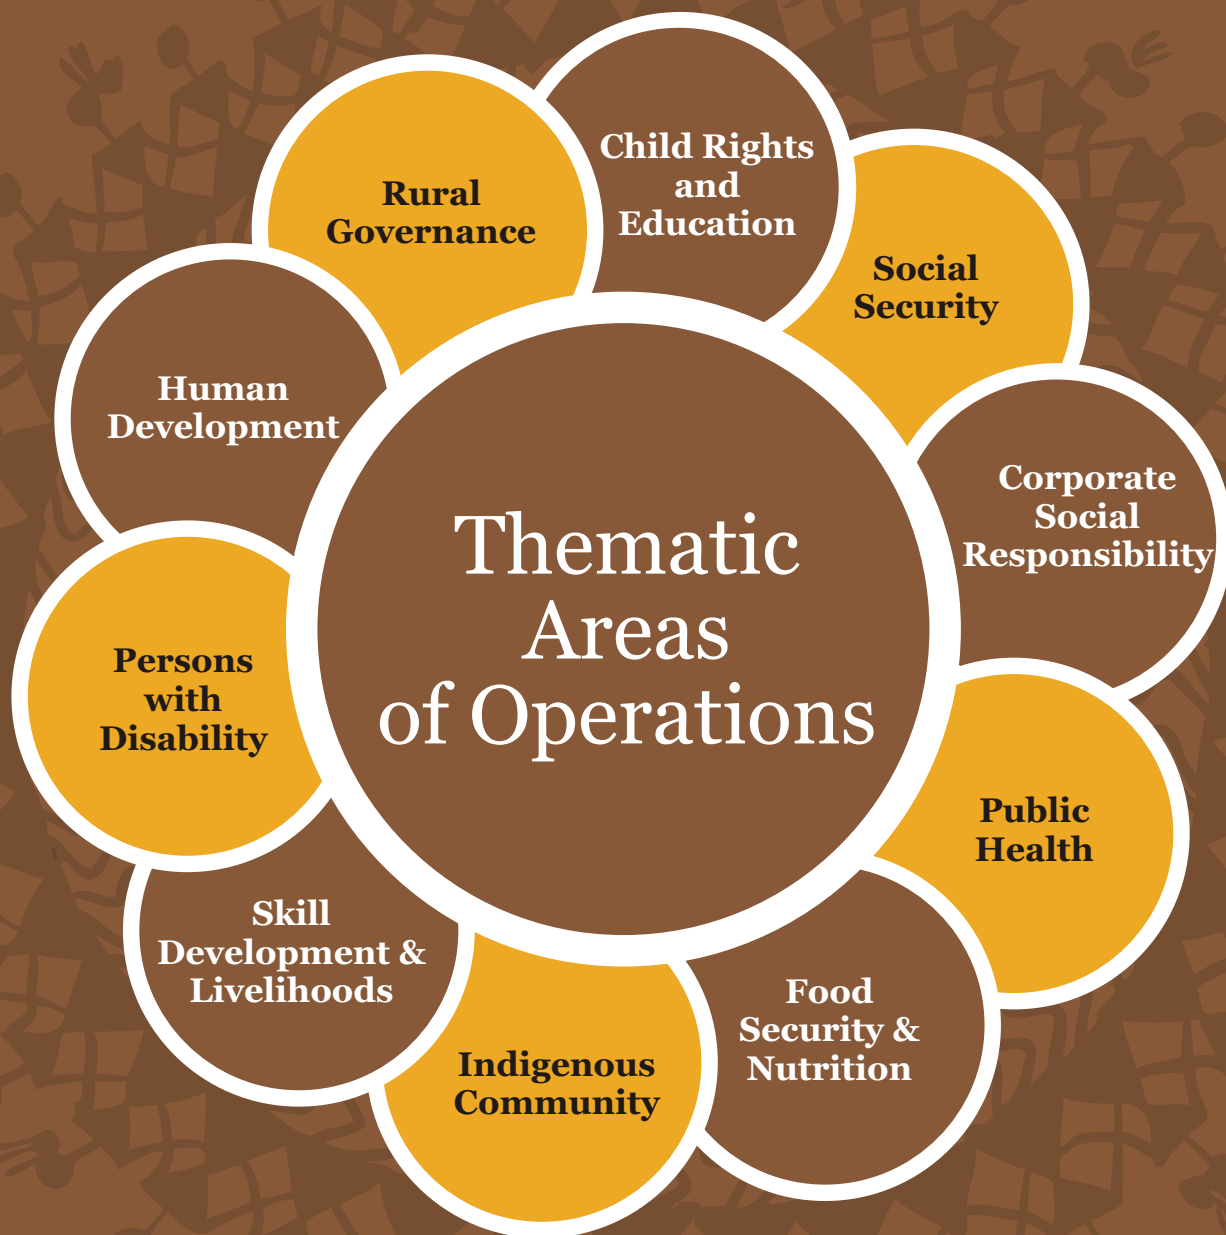 Child Rights
and
Education
Social
Security
Corporate
Social
Responsibility
Public
Health
Food
Security &
Nutrition
Indigenous
Community
Skill
Development &
Livelihoods
Persons
with
Disability
Human
Development
Rural
Governance
Thematic
Areas
of Operations